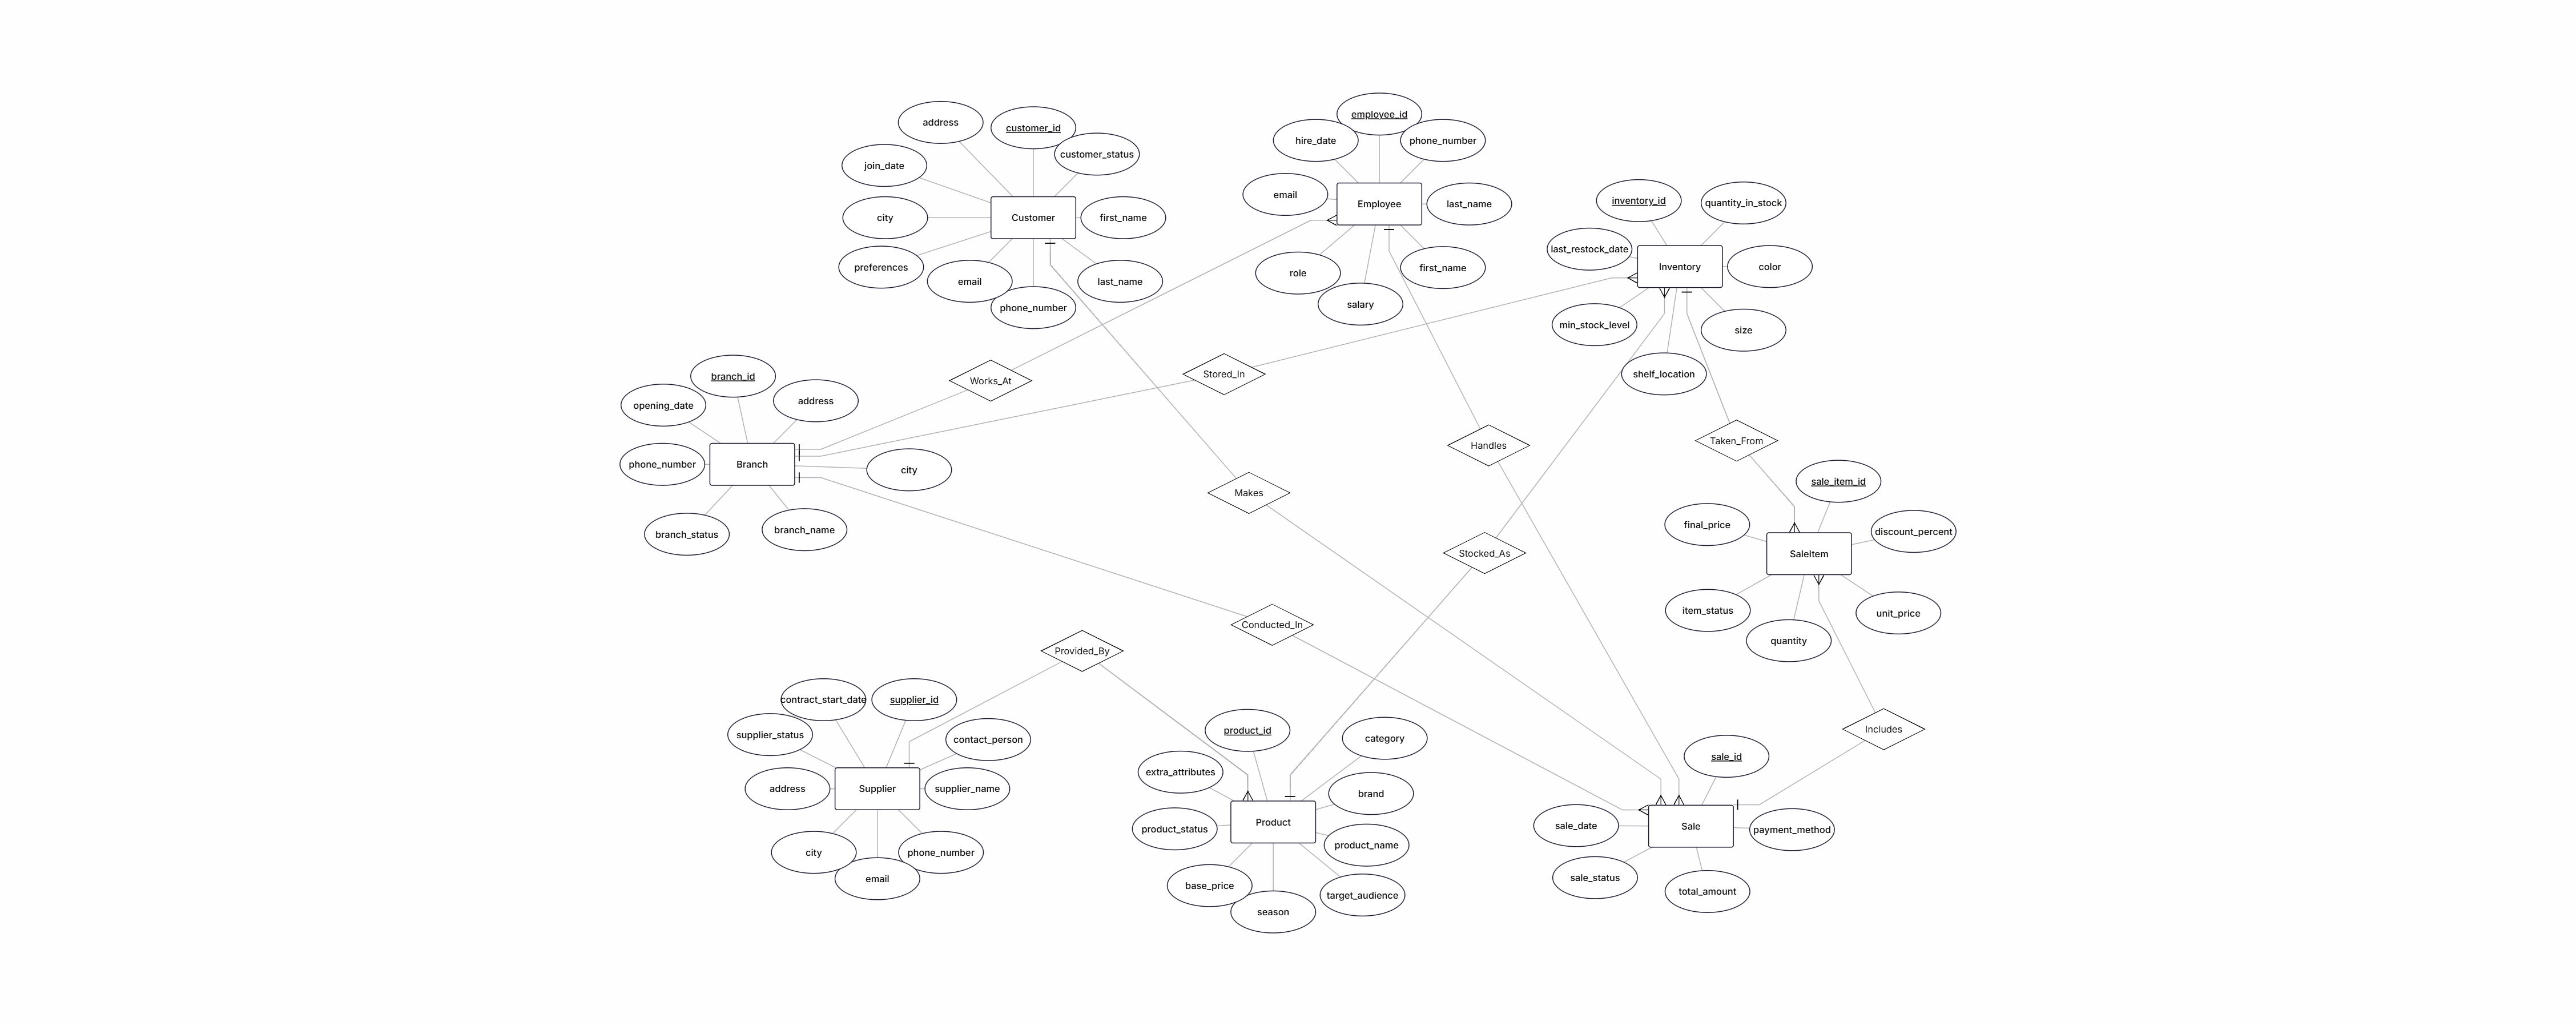 address
customer_id
customer_status
join_date
city
Customer
first_name
preferences
email
last_name
phone_number
employee_id
hire_date
phone_number
email
Employee
last_name
role
first_name
salary
inventory_id
quantity_in_stock
last_restock_date
Inventory
color
min_stock_level
size
shelf_location
Works_At
Stored_In
branch_id
opening_date
address
phone_number
Branch
city
branch_status
branch_name
Handles
Taken_From
Makes
Stocked_As
sale_item_id
final_price
discount_percent
SaleItem
item_status
unit_price
quantity
Conducted_In
Provided_By
contract_start_date
supplier_id
supplier_status
contact_person
address
Supplier
supplier_name
city
phone_number
email
product_id
category
extra_attributes
brand
product_status
Product
product_name
base_price
target_audience
season
Includes
sale_id
sale_date
Sale
payment_method
sale_status
total_amount